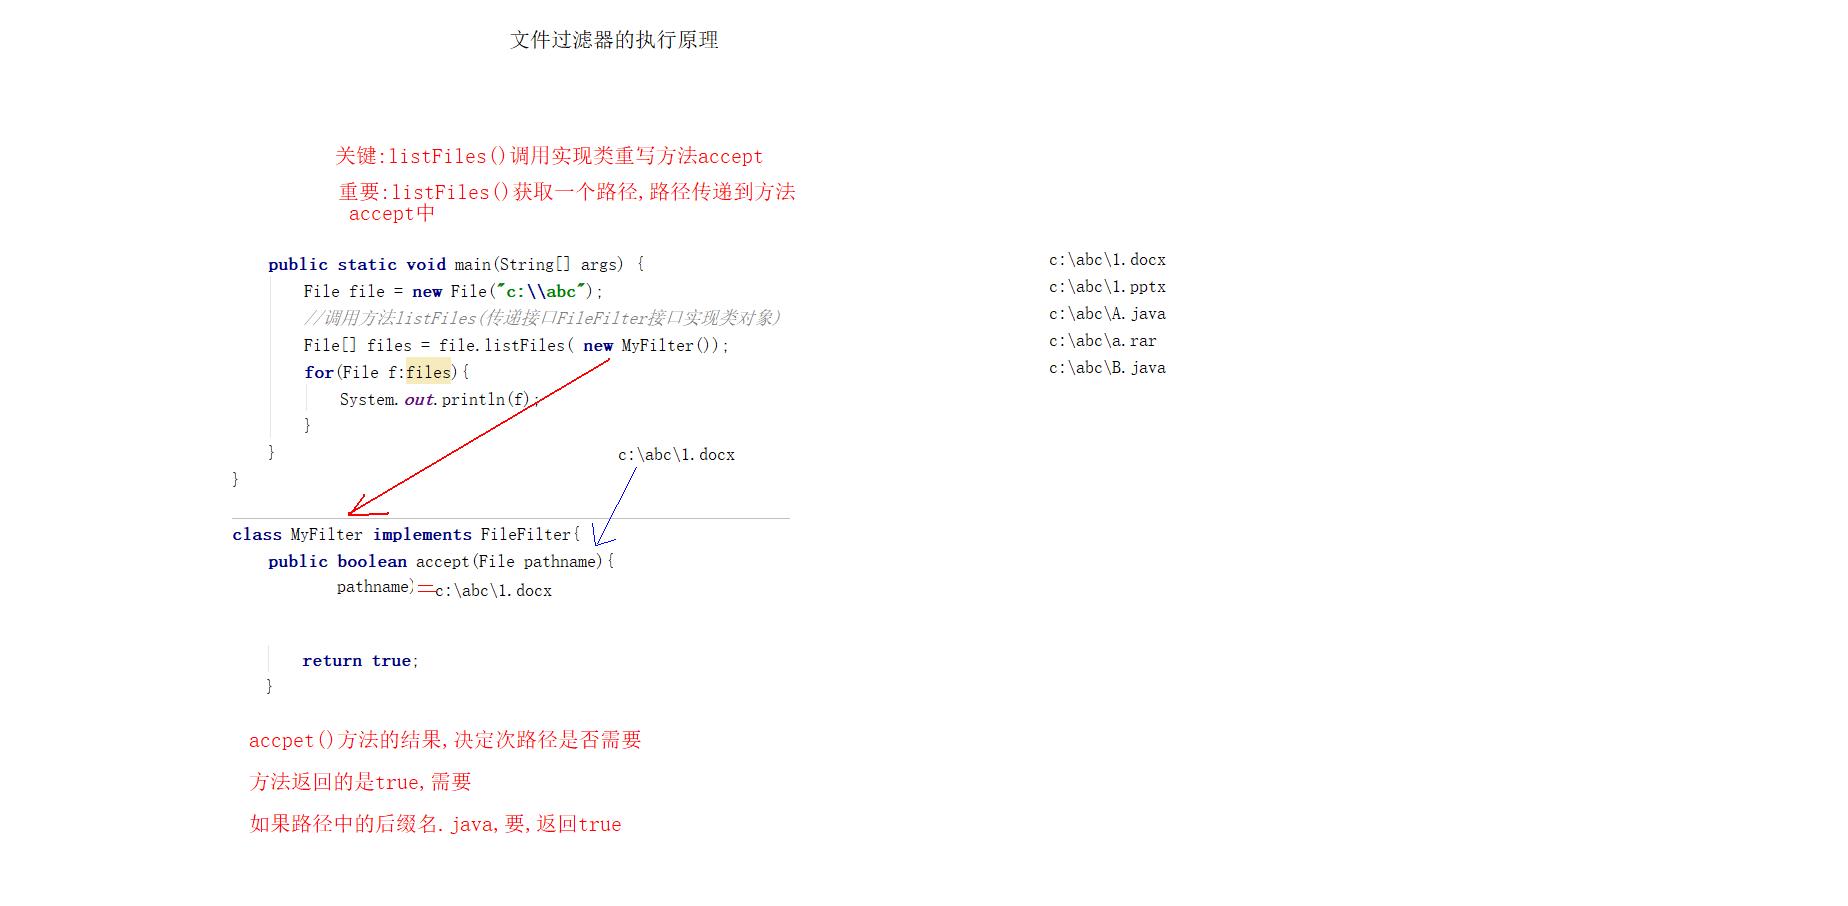 文件过滤器的执行原理
关键:listFiles()调用实现类重写方法accept
重要:listFiles()获取一个路径,路径传递到方法
accept中
public static void main(String[] args) {
File file = new File("c:\\abc");
//调用方法listFiles(传递接口FileFilter接口实现类对象)
File[] files = file.listFiles( new MyFilter());
for(File f:files){
System.out.println(f);
}
}
}
c:\abc\1.docx
class MyFilter implements FileFilter{
public boolean accept(File pathname){
pathname)=c:\abc\1.docx
return true;
}
accpet()方法的结果,决定次路径是否需要
方法返回的是true,需要
如果路径中的后缀名.java,要,返回true
c:\abc\1.docx
c:\abc\1.pptx
c:\abc\A.java
c:\abc\a.rar
c:\abc\B.java